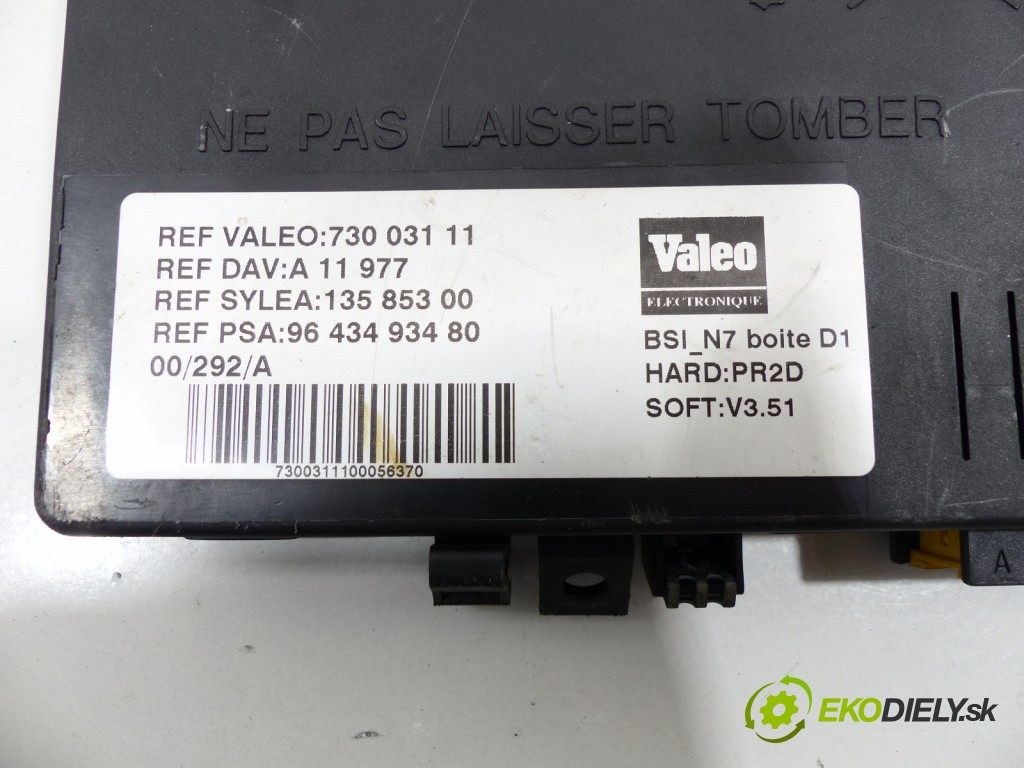 NE PAS LAISSER TOMBER
REF VALEO:730 031 11
REF DAV:A 11 977
REF SYLEA:135 853 00
REF PSA:96 434 934 80
00/292/A
7300311100056370
Valeo
ELECTRONIQUE
BSI_N7 boite D1
HARD:PR2D
SOFT:V3.51
A
EKODIELY.sk